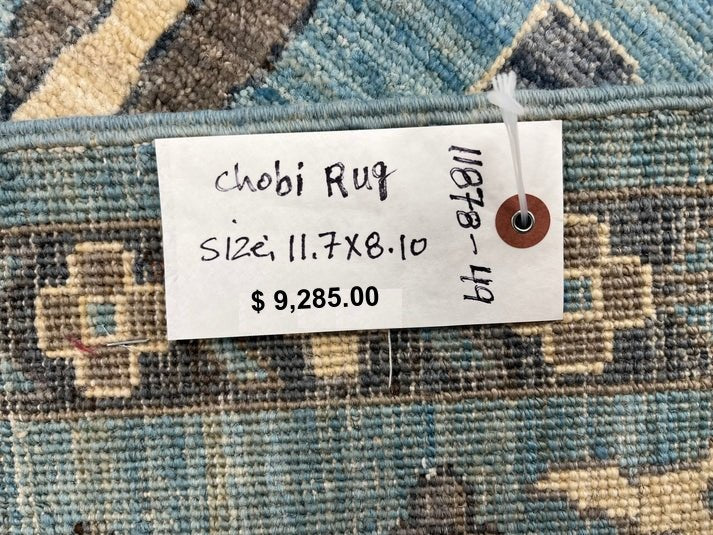 chobi Rug
size: 11.7X8.10
$ 9,285.00
11878-49